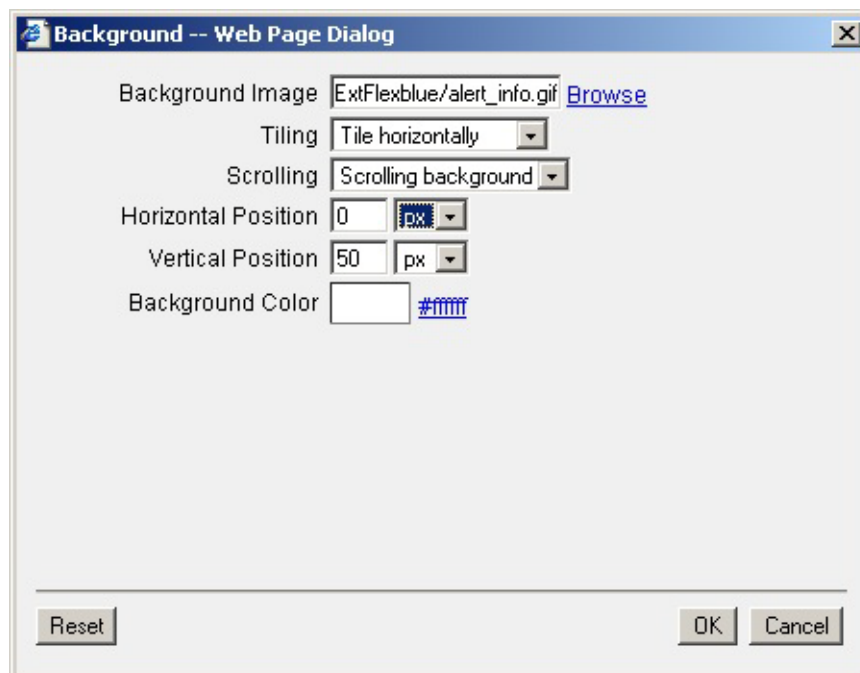 Background -- Web Page Dialog
Background Image ExtFlexblue/alert_info.gif Browse
Tiling Tile horizontally
Scrolling Scrolling background
Horizontal Position 0 px
Vertical Position 50 px
Background Color #ffffff
Reset OK Cancel